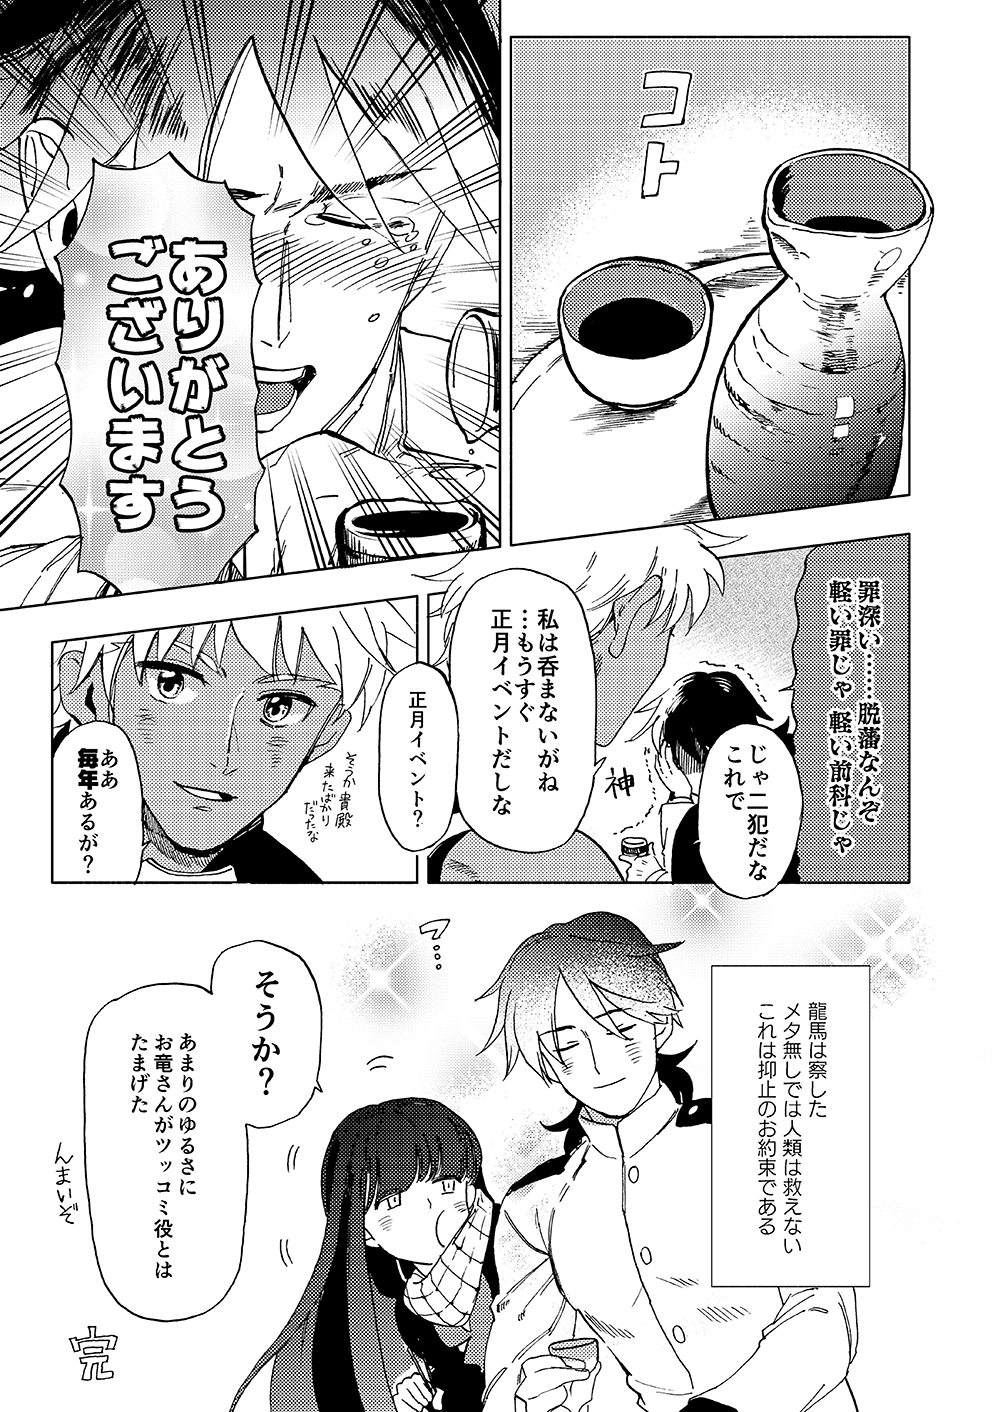 コト
ありがとう
ございます
罪深い……脱藩なんぞ
軽い罪じゃ 軽い前科じゃ
じゃ二犯だな
これで
神
私は呑まないがね
…もうすぐ
正月イベントだしな
正月イベント？
そうか貴殿
来たばかり
だったな
ああ
毎年あるが？
龍馬は察した
メタ無しでは人類は救えない
これは抑止のお約束である
そうか？
あまりのゆるさに
お竜さんがツッコミ役とは
たまげた
んまいぞ
完